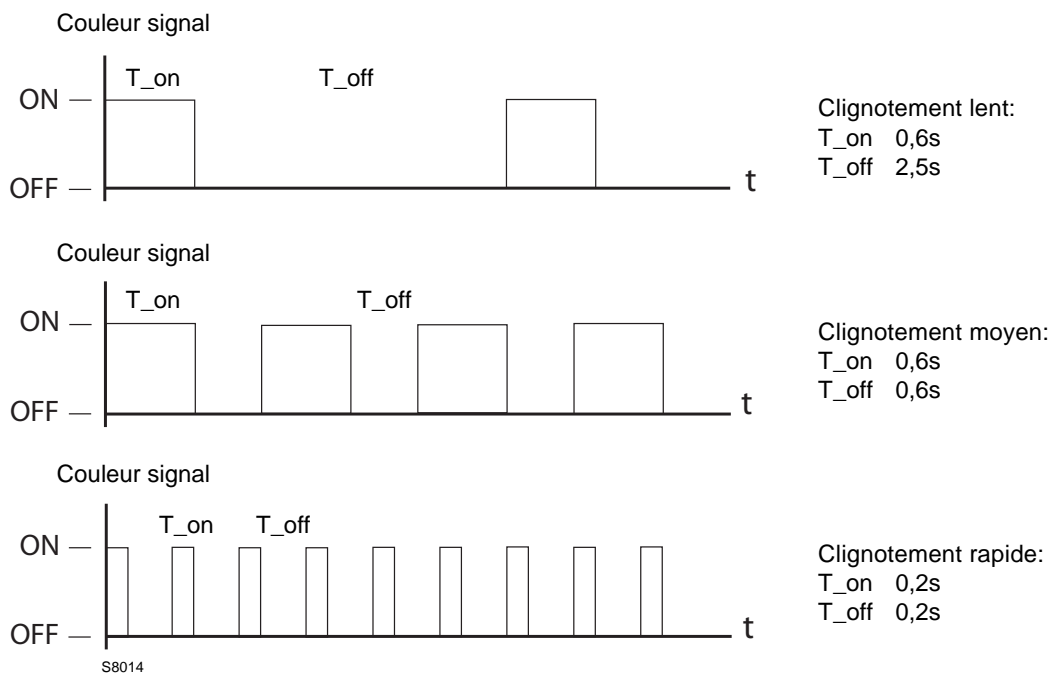 Couleur signal
T_on T_off
ON
OFF
t
Clignotement lent:
T_on 0,6s
T_off 2,5s
Couleur signal
T_on T_off
ON
OFF
t
Clignotement moyen:
T_on 0,6s
T_off 0,6s
Couleur signal
T_on T_off
ON
OFF
t
Clignotement rapide:
T_on 0,2s
T_off 0,2s
S8014